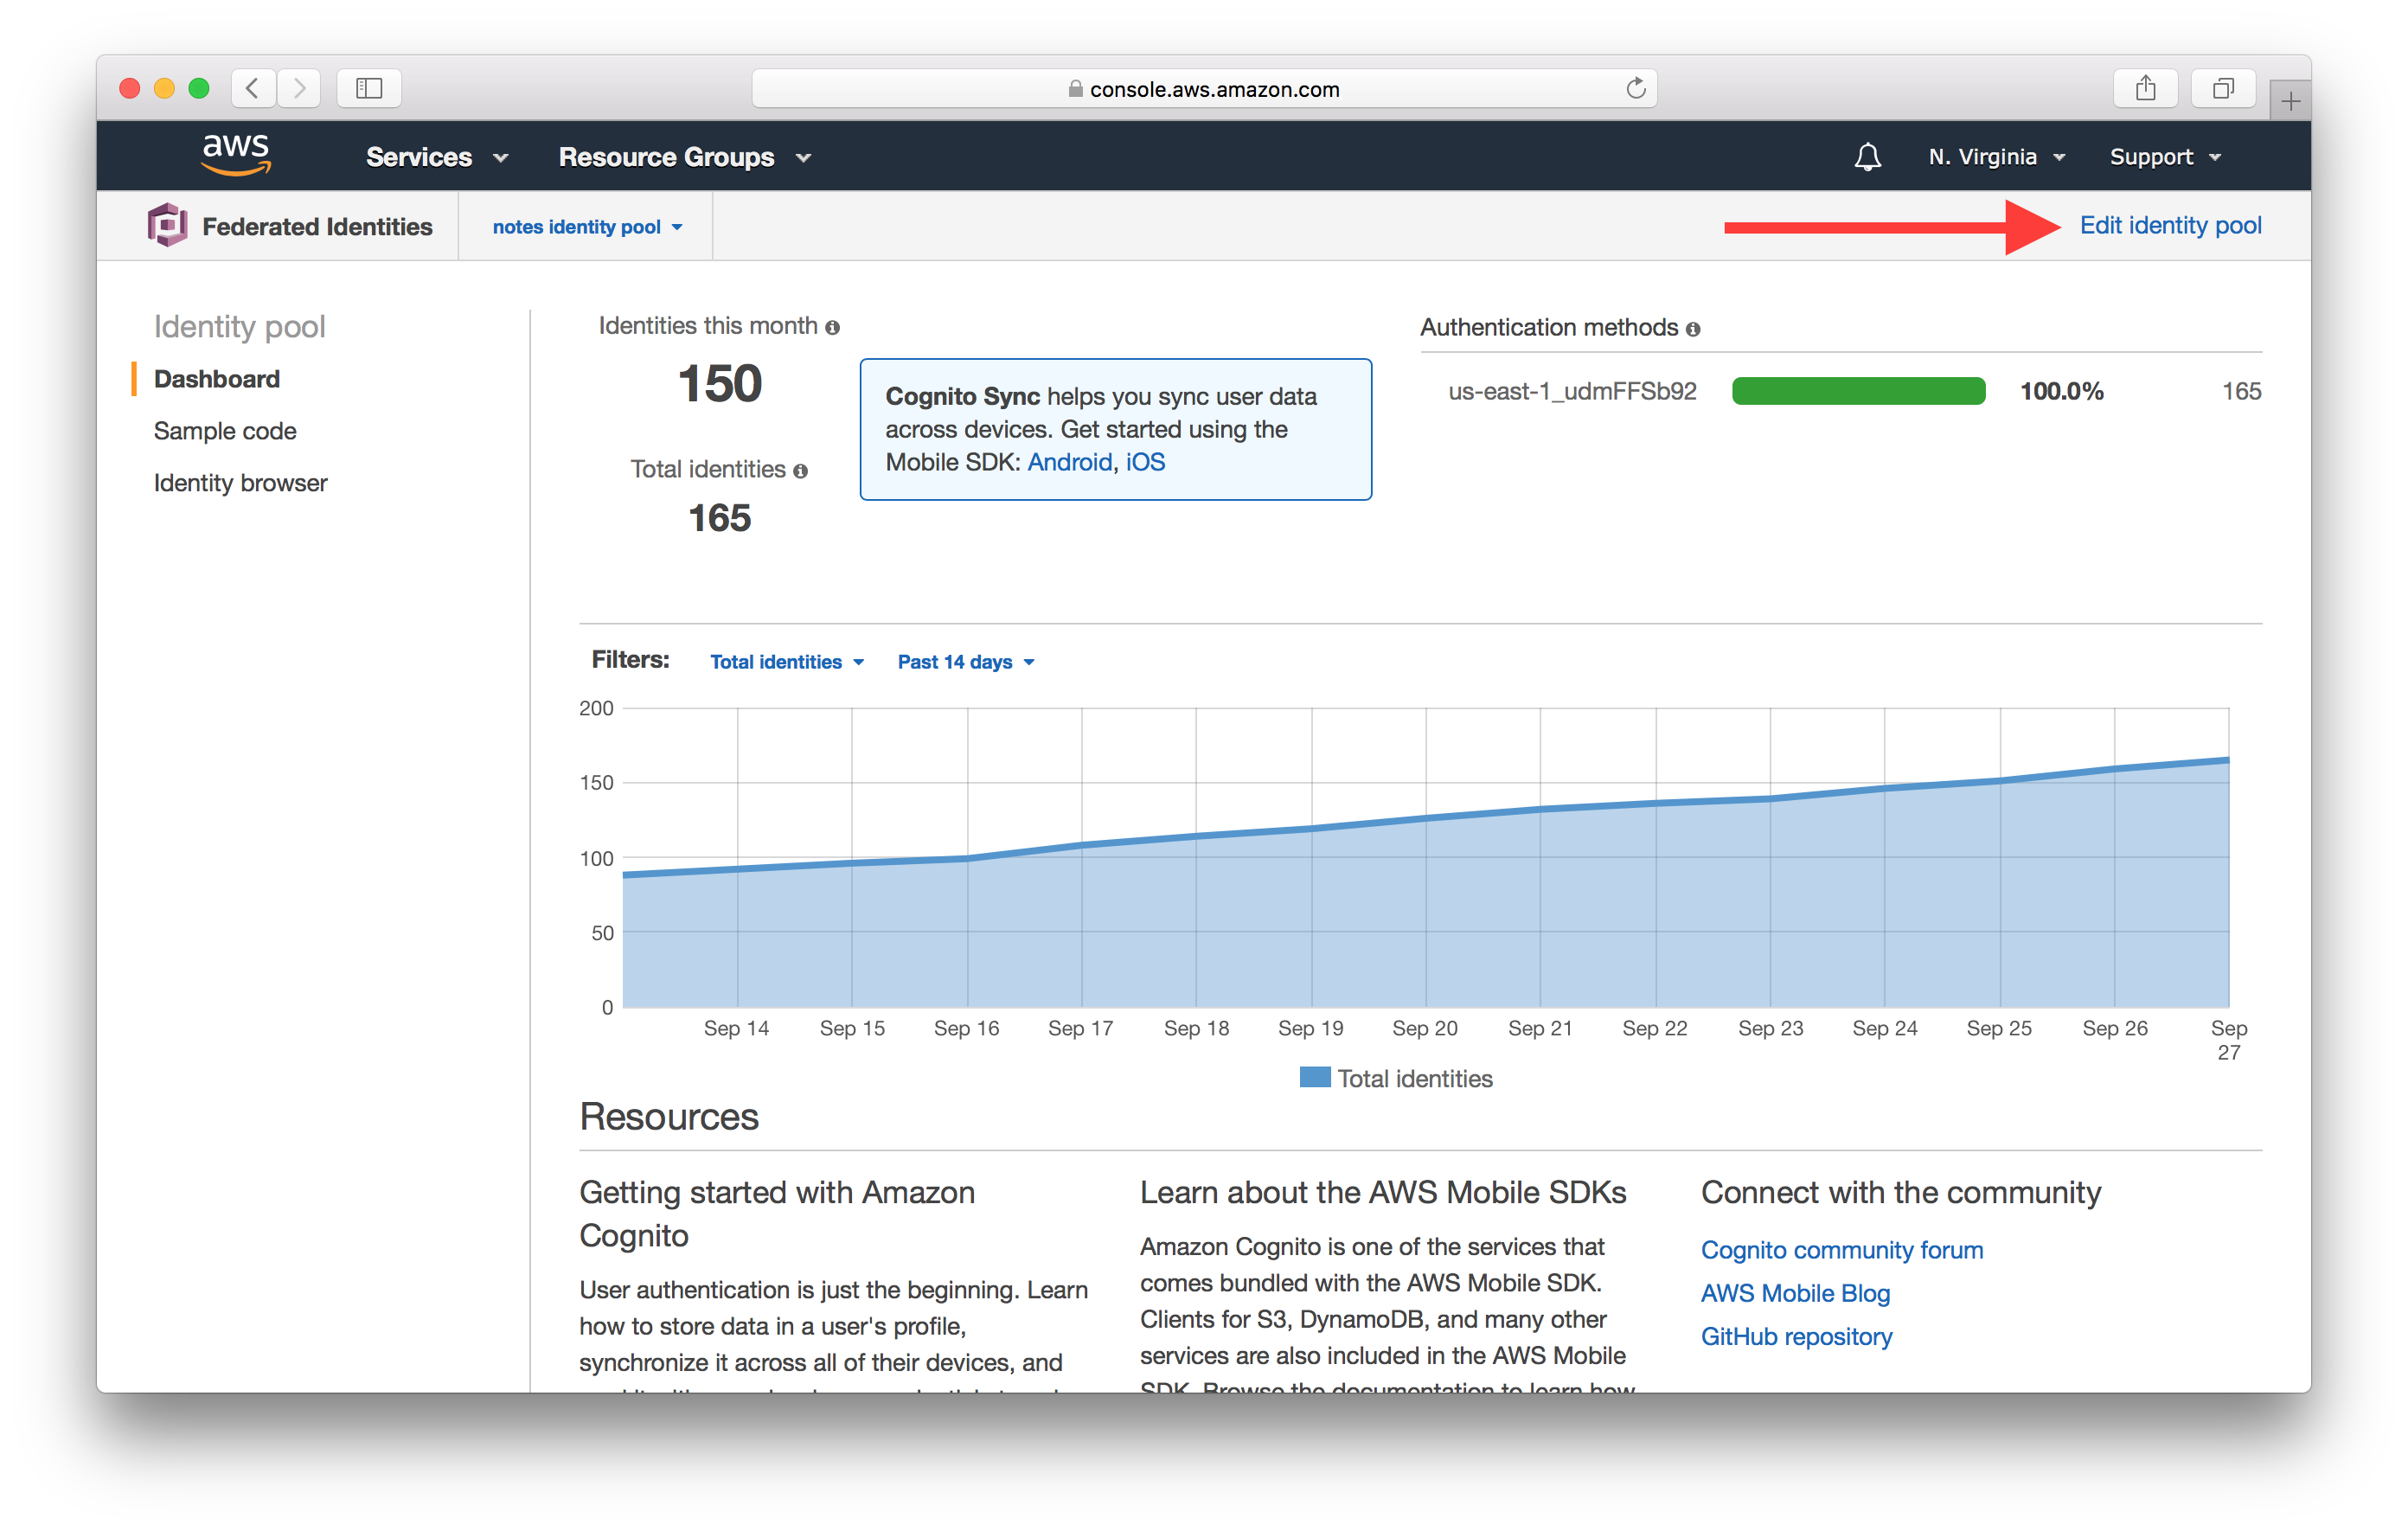 console.aws.amazon.com
aws
Services
Resource Groups
N. Virginia
Support
Federated Identities
notes identity pool
Edit identity pool
Identity pool
Dashboard
Sample code
Identity browser
Identities this month
150
Total identities
165
Cognito Sync helps you sync user data
across devices. Get started using the
Mobile SDK: Android, iOS
Authentication methods
us-east-1_udmFFSb92 100.0% 165
Filters: Total identities Past 14 days
200
150
100
50
0
Sep 14 Sep 15 Sep 16 Sep 17 Sep 18 Sep 19 Sep 20 Sep 21 Sep 22 Sep 23 Sep 24 Sep 25 Sep 26 Sep
27
Total identities
Resources
Getting started with Amazon
Cognito
User authentication is just the beginning. Learn
how to store data in a user's profile,
synchronize it across all of their devices, and
Learn about the AWS Mobile SDKs
Amazon Cognito is one of the services that
comes bundled with the AWS Mobile SDK.
Clients for S3, DynamoDB, and many other
services are also included in the AWS Mobile
SDK. Browse the documentation to learn how
Connect with the community
Cognito community forum
AWS Mobile Blog
GitHub repository